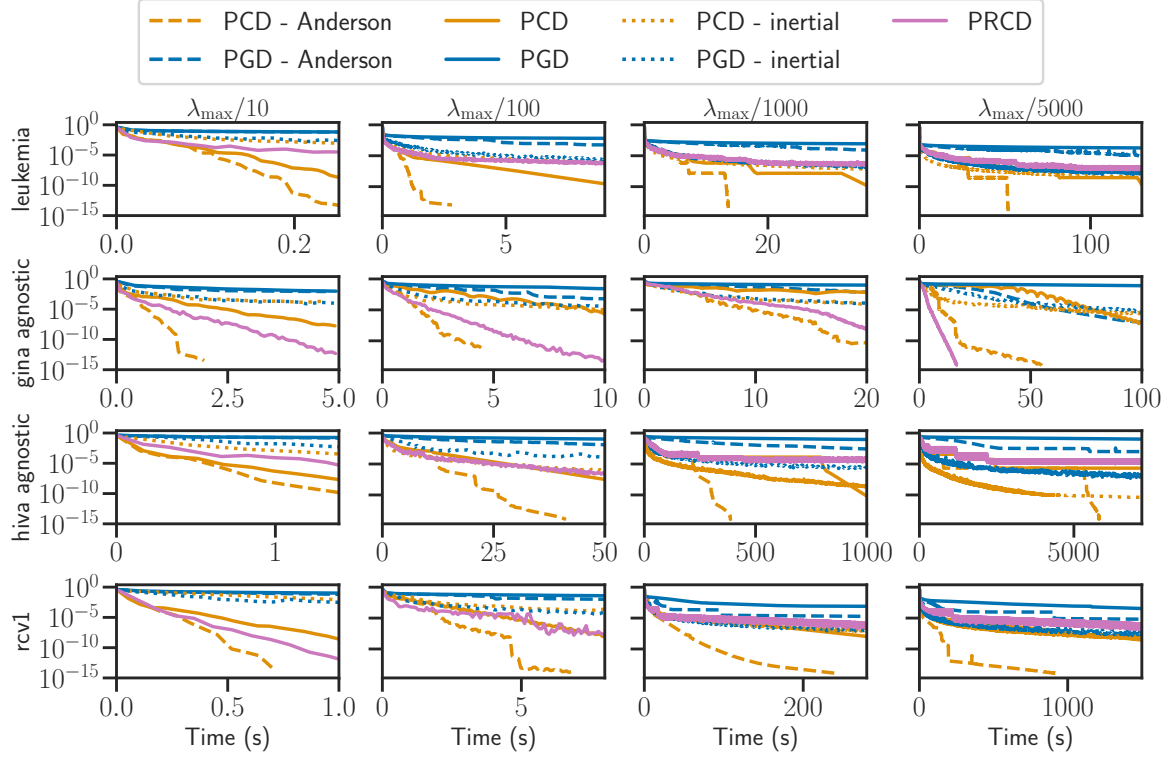 PCD - Anderson PCD PCD - inertial PRCD
PGD - Anderson PGD PGD - inertial
λmax/10 λmax/100 λmax/1000 λmax/5000
leukemia
10^0
10^-5
10^-10
10^-15
0.0 0.2 0 5 0 20 0 100
gina agnostic
10^0
10^-5
10^-10
10^-15
0.0 2.5 5.0 0 5 10 0 10 20 0 50 100
hiva agnostic
10^0
10^-5
10^-10
10^-15
0 1 0 25 50 0 500 1000 0 5000
rcv1
10^0
10^-5
10^-10
10^-15
0.0 0.5 1.0 0 5 0 200 0 1000
Time (s) Time (s) Time (s) Time (s)